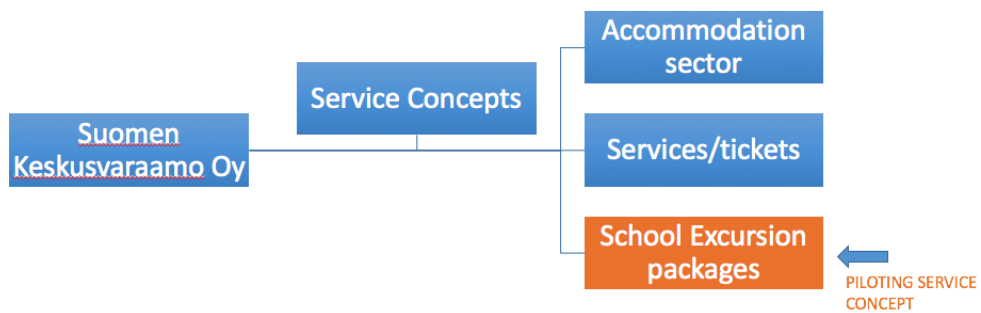 Suomen
Keskusvaraamo Oy
Service Concepts
Accommodation
sector
Services/tickets
School Excursion
packages
PILOTING SERVICE
CONCEPT